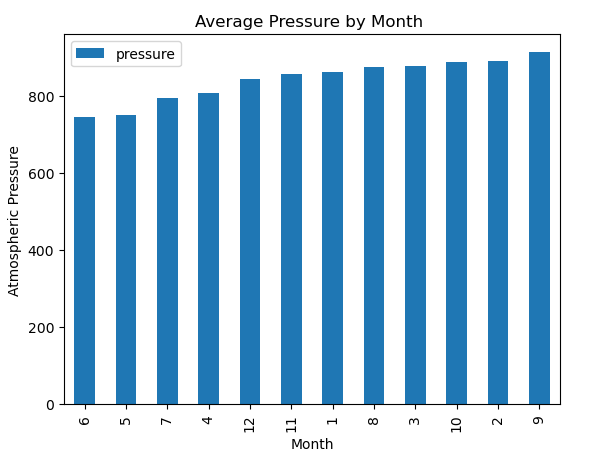 Average Pressure by Month
pressure
Atmospheric Pressure
800
600
400
200
0
6 5 7 4 12 11 1 8 3 10 2 9
Month